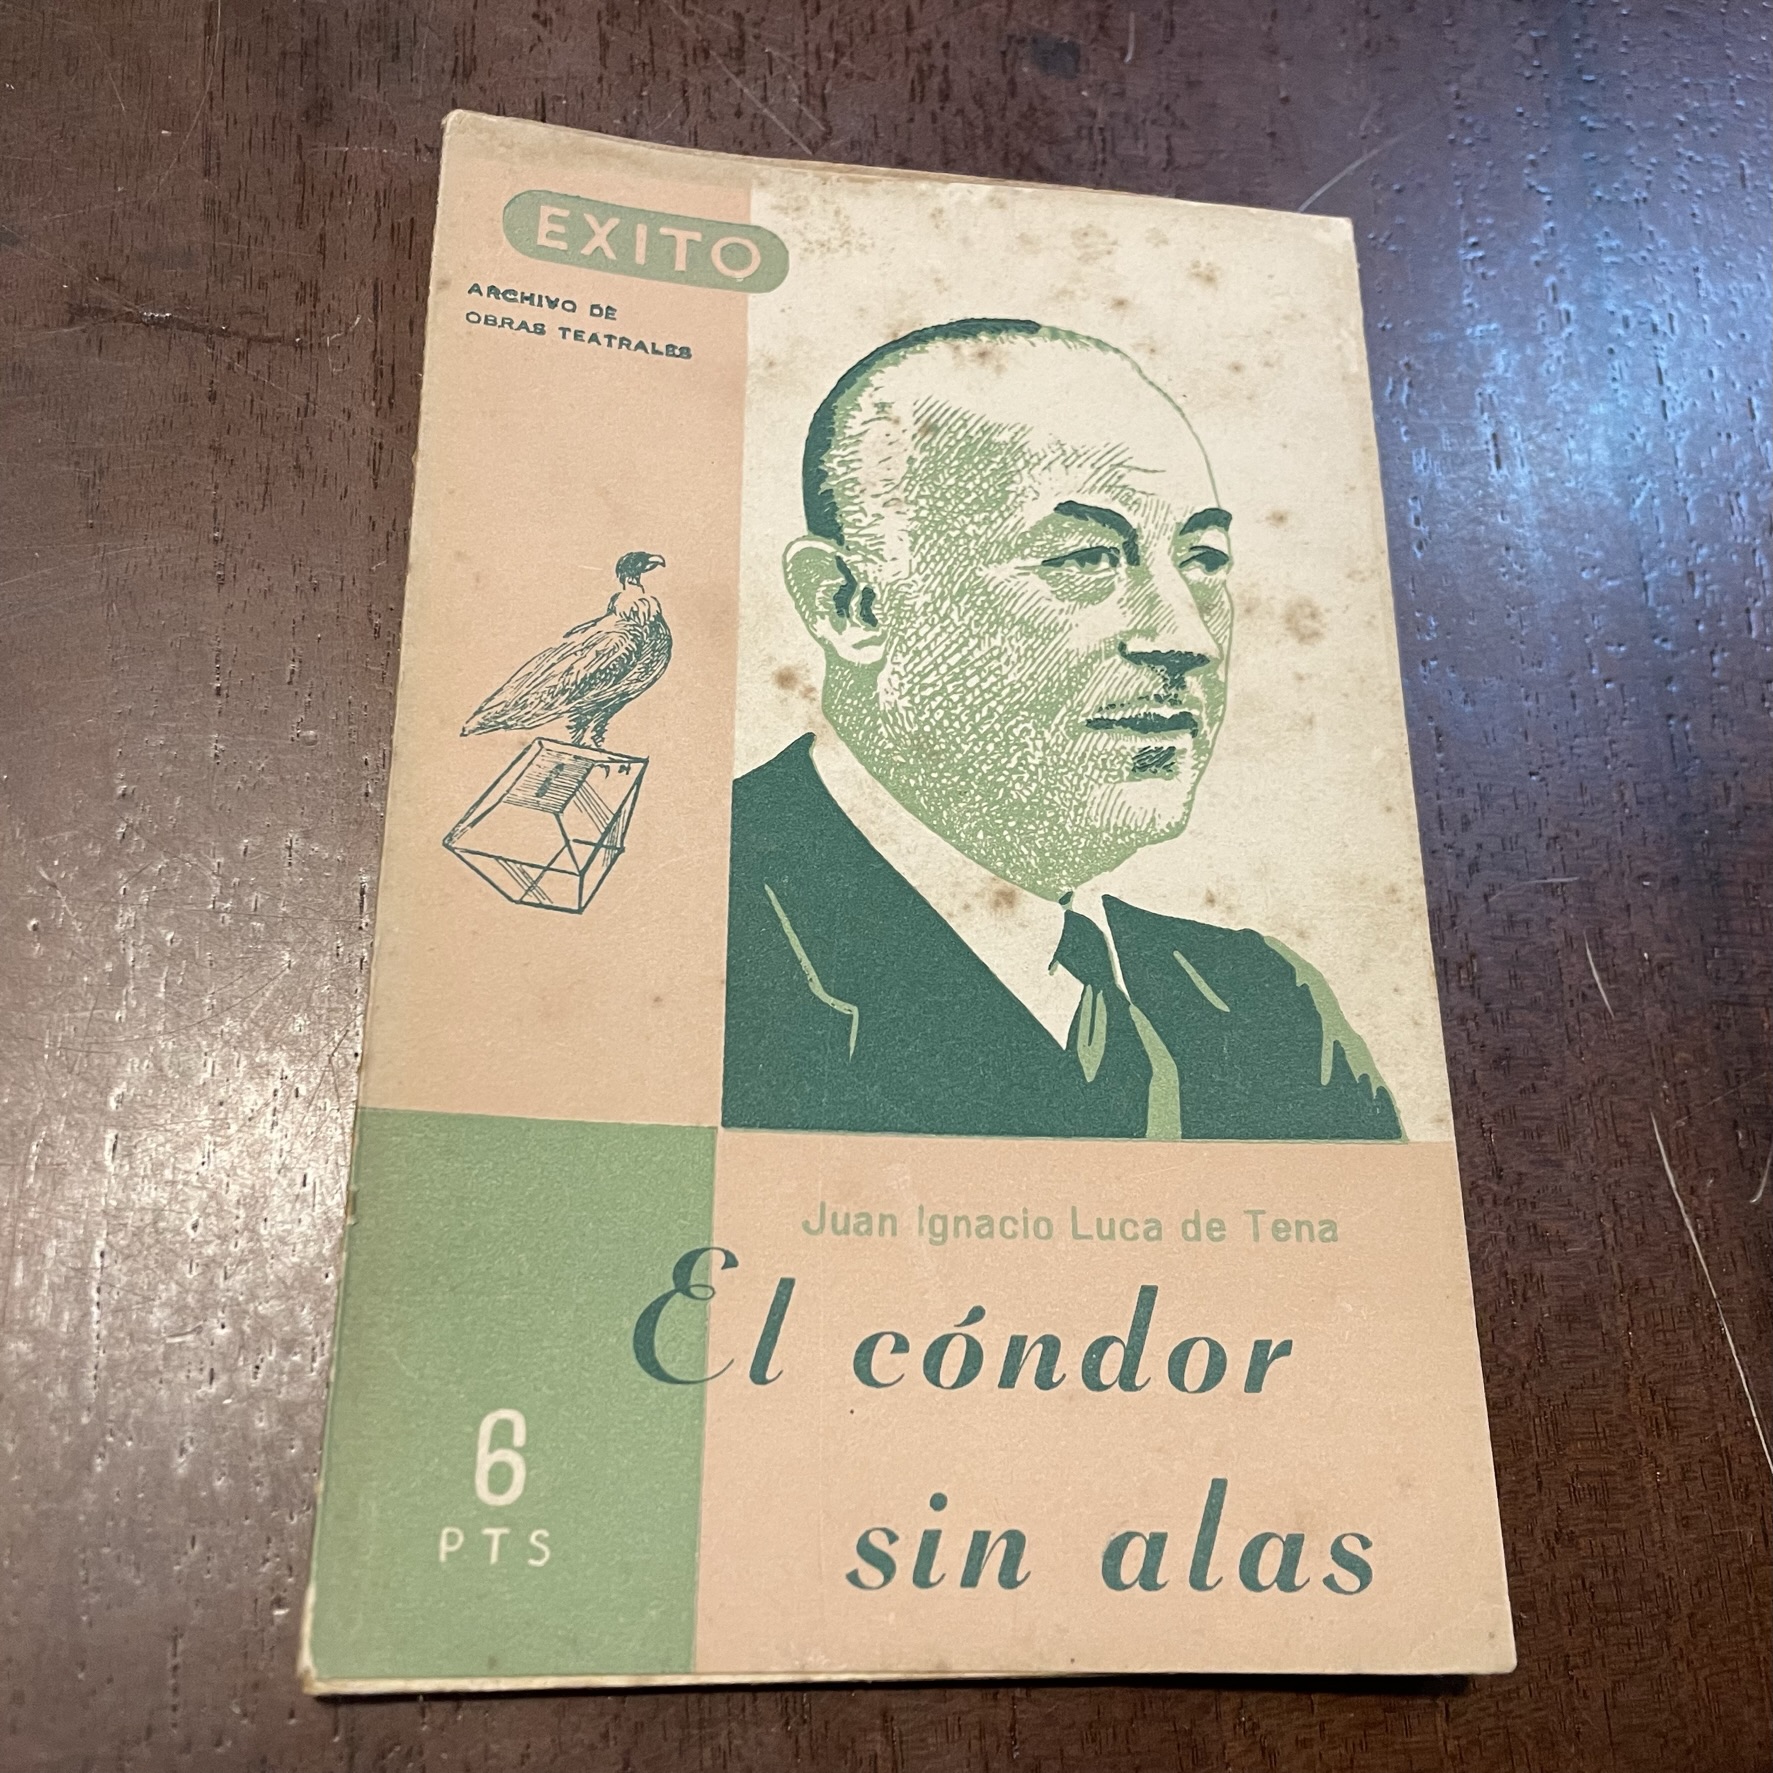 EXITO
ARCHIVO DE
OBRAS TEATRALES
Juan Ignacio Luca de Tena
El cóndor
sin alas
6
PTS